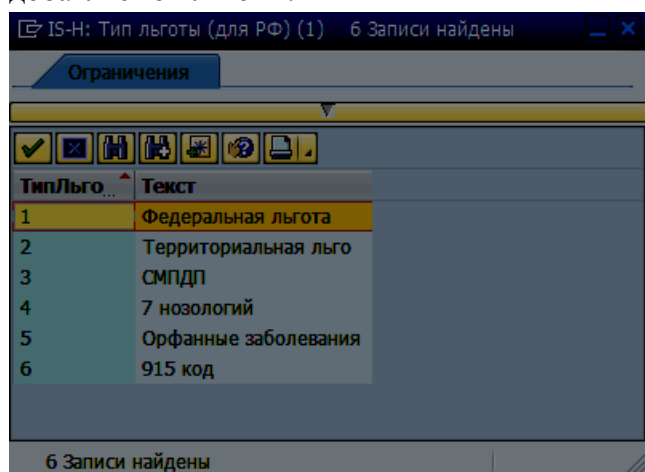 IS-H: Тип льготы (для РФ) (1) 6 Записи найдены
Ограничения
ТипЛьго... Текст
1 Федеральная льгота
2 Территориальная льго
3 СМПДП
4 7 нозологий
5 Орфанные заболевания
6 915 код
6 Записи найдены